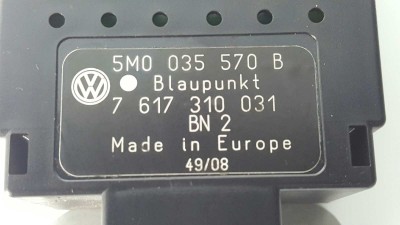 5M0 035 570 B
Blaupunkt
7 617 310 031
BN 2
Made in Europe
49/08